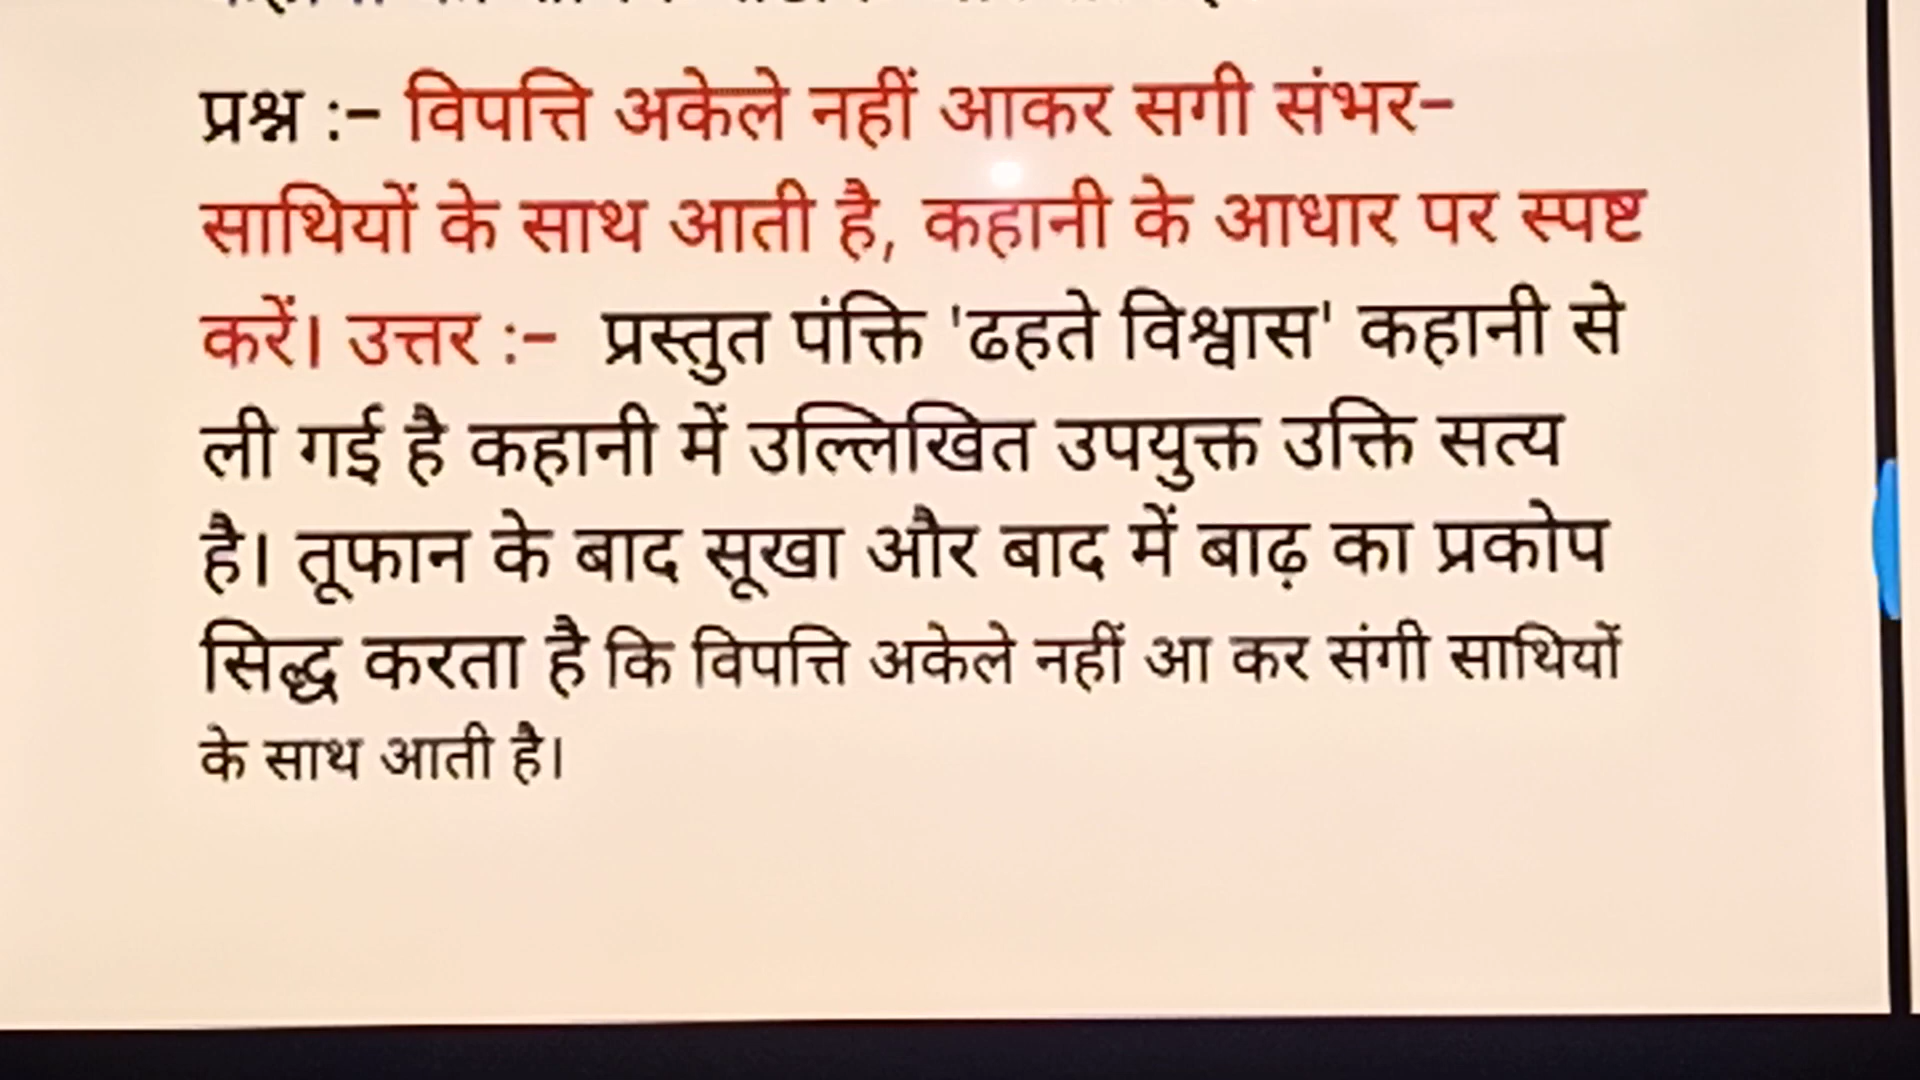 प्रश्न :- विपत्ति अकेले नहीं आकर सगी संभर-
साथियों के साथ आती है, कहानी के आधार पर स्पष्ट
करें। उत्तर :- प्रस्तुत पंक्ति 'ढहते विश्वास' कहानी से
ली गई है कहानी में उल्लिखित उपयुक्त उक्ति सत्य
है। तूफान के बाद सूखा और बाद में बाढ़ का प्रकोप
सिद्ध करता है कि विपत्ति अकेले नहीं आ कर संगी साथियों
के साथ आती है।